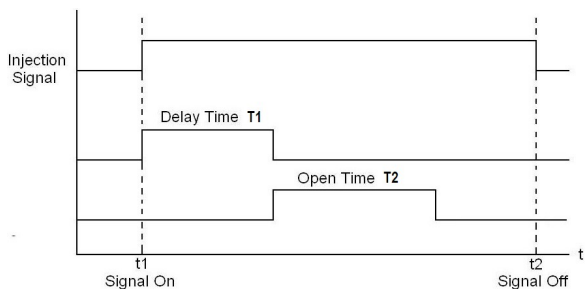 Injection
Signal
Delay Time T1
Open Time T2
t
t1
t2
Signal On
Signal Off